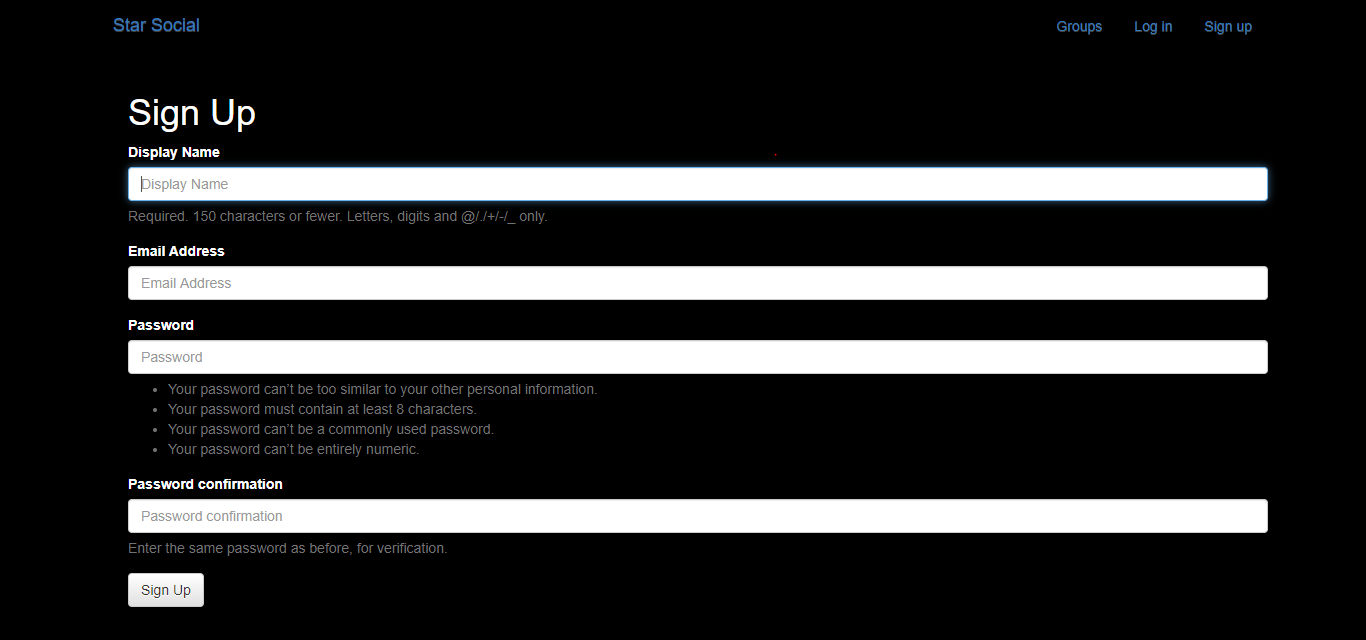 Star Social
Groups
Log in
Sign up
Sign Up
Display Name
Display Name
Required. 150 characters or fewer. Letters, digits and @/./+/-/_ only.
Email Address
Email Address
Password
Password
Your password can’t be too similar to your other personal information.
Your password must contain at least 8 characters.
Your password can’t be a commonly used password.
Your password can’t be entirely numeric.
Password confirmation
Password confirmation
Enter the same password as before, for verification.
Sign Up